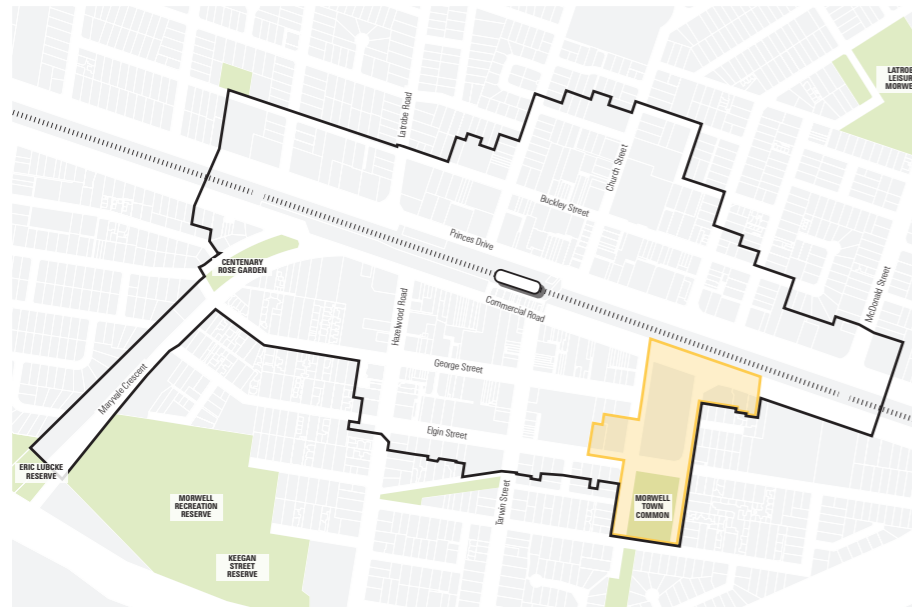 LATROBE
LEISURE
MORWELL
Latrobe Road
Church Street
Buckley Street
Princes Drive
CENTENARY
ROSE GARDEN
McDonald Street
Commercial Road
Hazelwood Road
George Street
Maryvale Crescent
Elgin Street
ERIC LUBCKE
RESERVE
MORWELL
RECREATION
RESERVE
Tarwin Street
MORWELL
TOWN
COMMON
KEEGAN
STREET
RESERVE